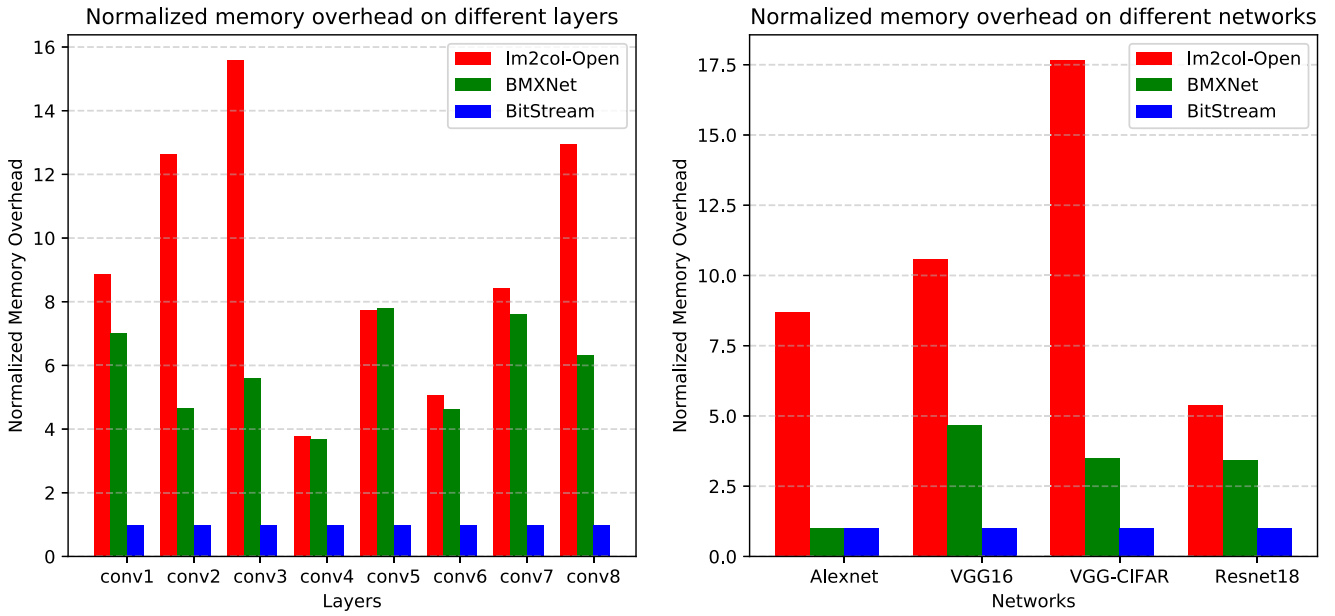 Normalized memory overhead on different layers
Normalized Memory Overhead
16
14
12
10
8
6
4
2
0
Im2col-Open
BMXNet
BitStream
conv1 conv2 conv3 conv4 conv5 conv6 conv7 conv8
Layers
Normalized memory overhead on different networks
Normalized Memory Overhead
17.5
15.0
12.5
10.0
7.5
5.0
2.5
0.0
Im2col-Open
BMXNet
BitStream
Alexnet VGG16 VGG-CIFAR Resnet18
Networks